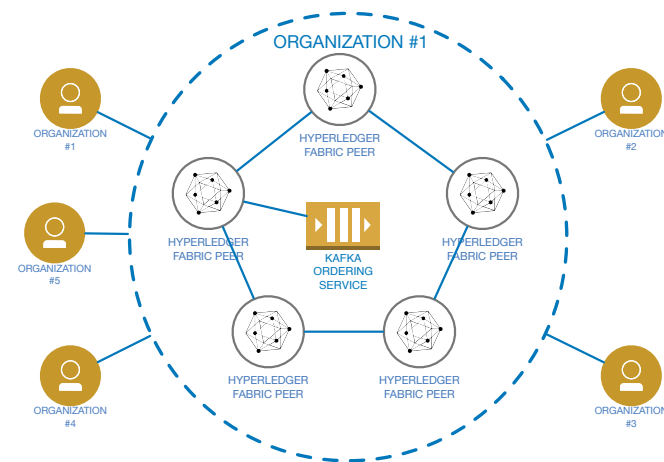 ORGANIZATION #1
HYPERLEDGER
FABRIC PEER
ORGANIZATION
#1
ORGANIZATION
#2
HYPERLEDGER
FABRIC PEER
HYPERLEDGER
FABRIC PEER
KAFKA
ORDERING
SERVICE
ORGANIZATION
#5
HYPERLEDGER
FABRIC PEER
HYPERLEDGER
FABRIC PEER
ORGANIZATION
#4
ORGANIZATION
#3